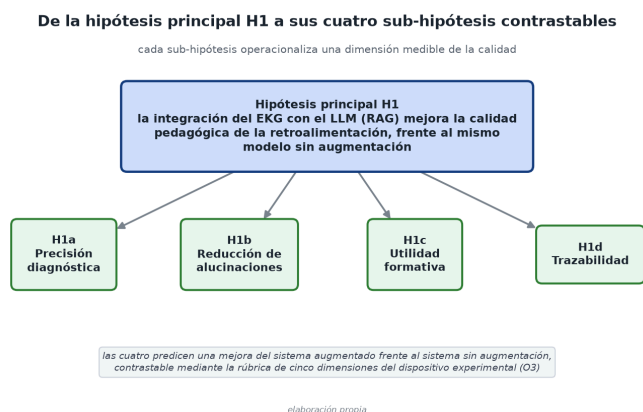 De la hipótesis principal H1 a sus cuatro sub-hipótesis contrastables
cada sub-hipótesis operacionaliza una dimensión medible de la calidad
Hipótesis principal H1
la integración del EKG con el LLM (RAG) mejora la calidad
pedagógica de la retroalimentación, frente al mismo
modelo sin augmentación
H1a
Precisión
diagnóstica
H1b
Reducción de
alucinaciones
H1c
Utilidad
formativa
H1d
Trazabilidad
las cuatro predicen una mejora del sistema augmentado frente al sistema sin augmentación,
contrastable mediante la rúbrica de cinco dimensiones del dispositivo experimental (O3)
elaboración propia